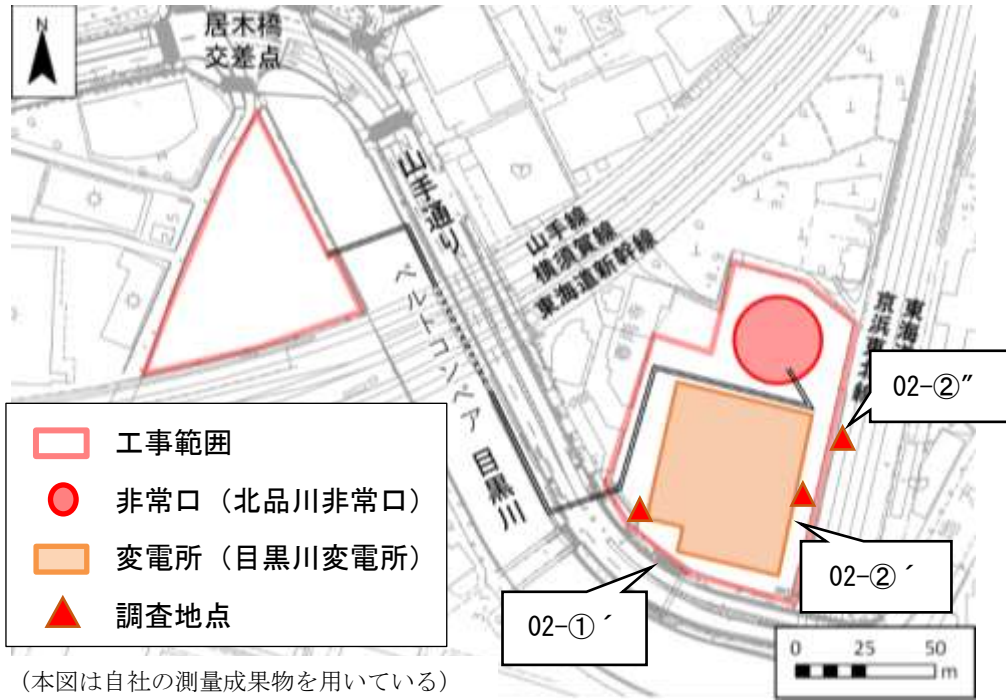 N
居木橋
交差点
山手通り
山手線
横須賀線
東海道新幹線
ベルトコンベア
目黒川
02-②″
02-②´
02-①´
工事範囲
非常口（北品川非常口）
変電所（目黒川変電所）
調査地点
0 25 50
m
（本図は自社の測量成果物を用いている）